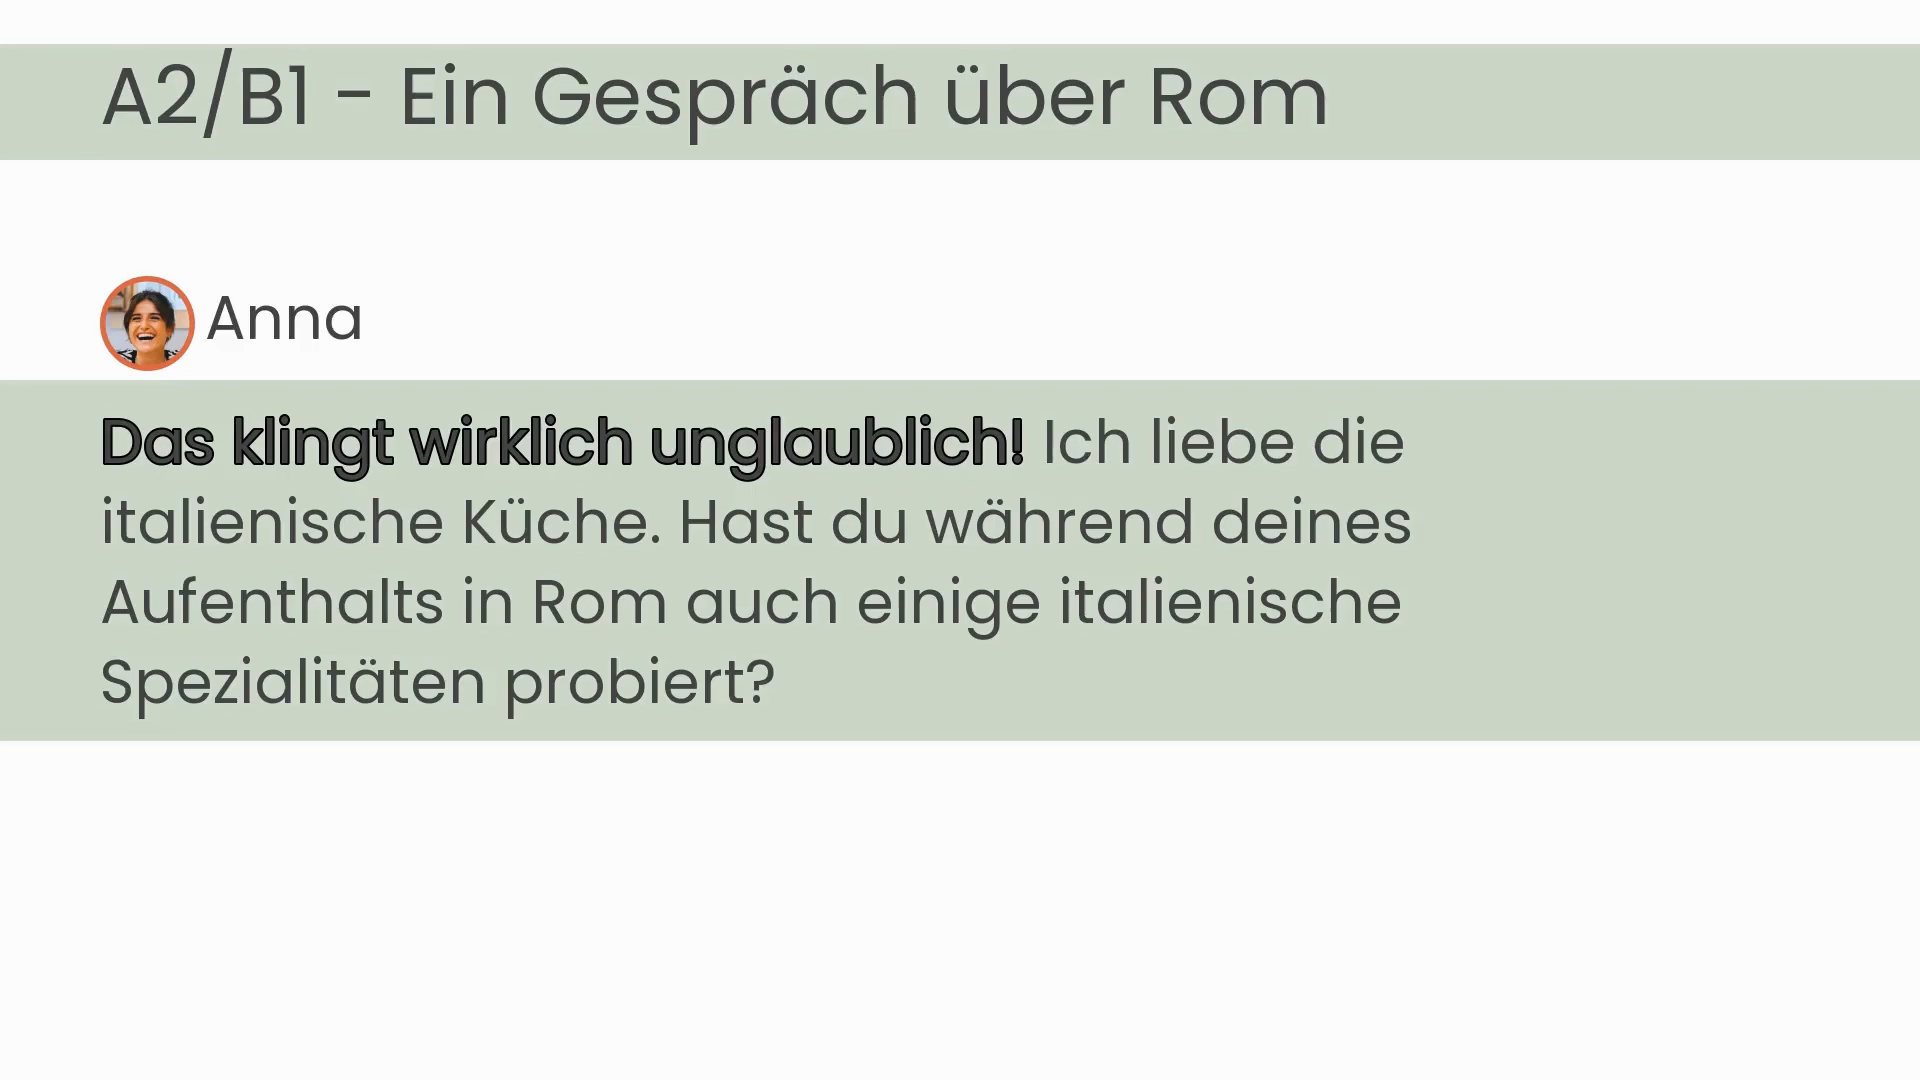 A2/B1 - Ein Gespräch über Rom
Anna
Das klingt wirklich unglaublich! Ich liebe die
italienische Küche. Hast du während deines
Aufenthalts in Rom auch einige italienische
Spezialitäten probiert?